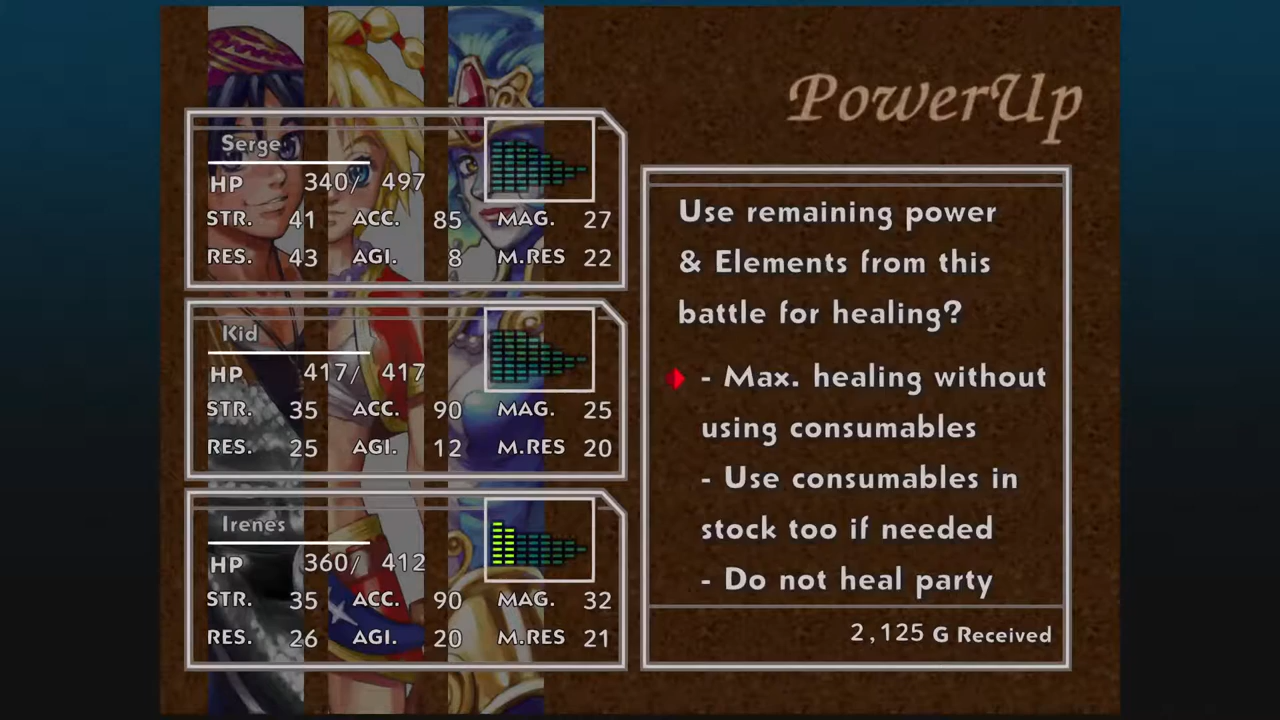 PowerUp
Serge
HP 340/ 497
STR. 41 ACC. 85 MAG. 27
RES. 43 AGI. 8 M.RES 22
Kid
HP 417/ 417
STR. 35 ACC. 90 MAG. 25
RES. 25 AGI. 12 M.RES 20
Irenes
HP 360/ 412
STR. 35 ACC. 90 MAG. 32
RES. 26 AGI. 20 M.RES 21
Use remaining power
& Elements from this
battle for healing?
- Max. healing without
using consumables
- Use consumables in
stock too if needed
- Do not heal party
2,125 G Received